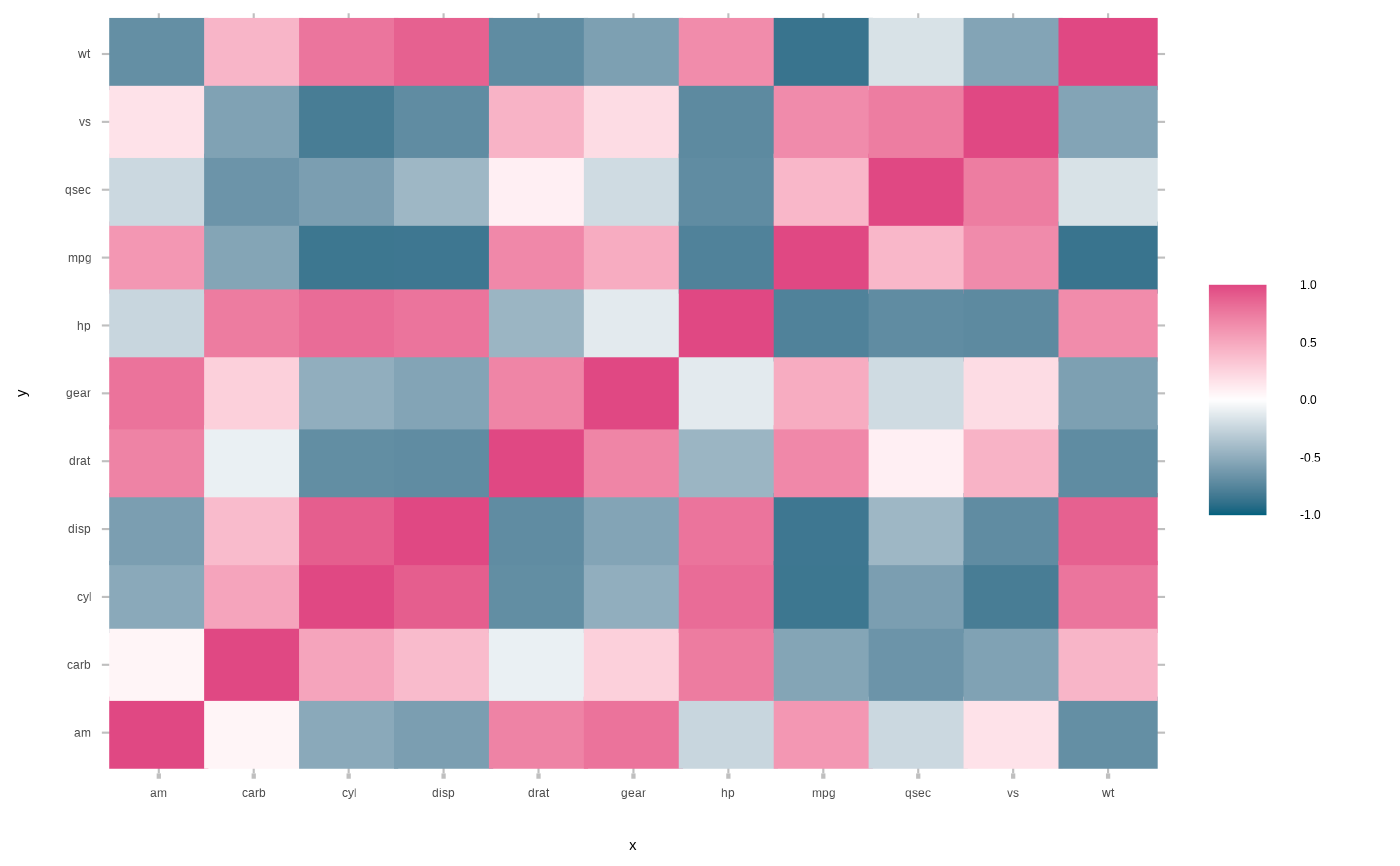 wt
vs
qsec
mpg
hp
gear
drat
disp
cyl
carb
am
y
am carb cyl disp drat gear hp mpg qsec vs wt
x
1.0
0.5
0.0
-0.5
-1.0